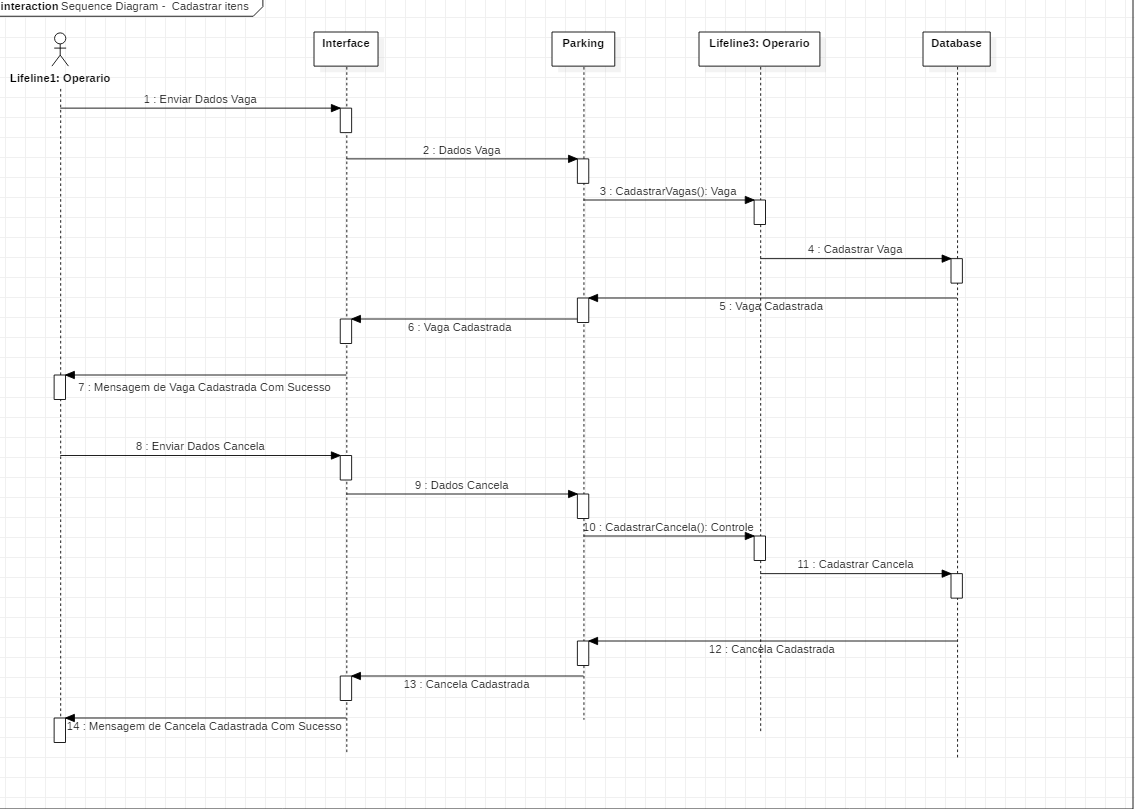 interaction Sequence Diagram - Cadastrar itens
Interface
Parking
Lifeline3: Operario
Database
Lifeline1: Operario
1 : Enviar Dados Vaga
2 : Dados Vaga
3 : CadastrarVagas(): Vaga
4 : Cadastrar Vaga
5 : Vaga Cadastrada
6 : Vaga Cadastrada
7 : Mensagem de Vaga Cadastrada Com Sucesso
8 : Enviar Dados Cancela
9 : Dados Cancela
10 : CadastrarCancela(): Controle
11 : Cadastrar Cancela
12 : Cancela Cadastrada
13 : Cancela Cadastrada
14 : Mensagem de Cancela Cadastrada Com Sucesso